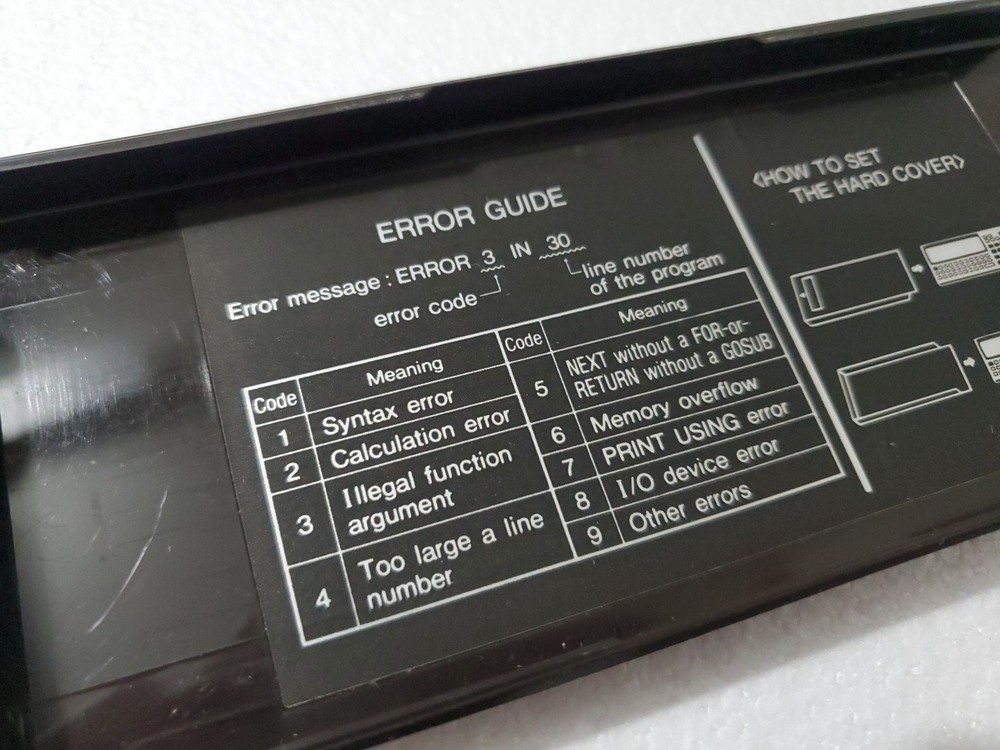 ERROR GUIDE
Error message : ERROR 3 IN 30
error code
line number
of the program
Code Meaning
1 Syntax error
2 Calculation error
3 Illegal function
argument
4 Too large a line
number
Code Meaning
5 NEXT without a FOR-or-
RETURN without a GOSUB
6 Memory overflow
7 PRINT USING error
8 I/O device error
9 Other errors
<HOW TO SET
THE HARD COVER>